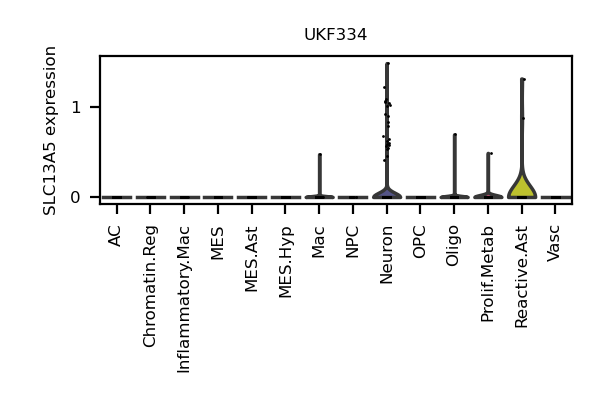 UKF334
SLC13A5 expression
1
0
AC
Chromatin.Reg
Inflammatory.Mac
MES
MES.Ast
MES.Hyp
Mac
NPC
Neuron
OPC
Oligo
Prolif.Metab
Reactive.Ast
Vasc